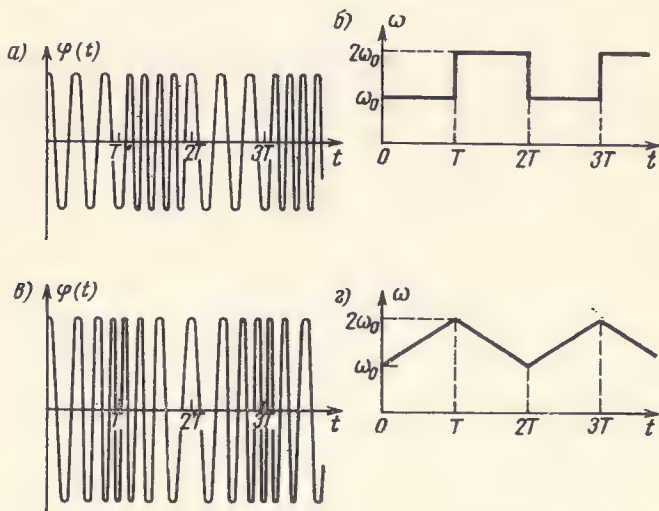 а) φ(t)
T 2T 3T t
б) ω
2ω₀
ω₀
0 T 2T 3T t
в) φ(t)
T 2T 3T t
г) ω
2ω₀
ω₀
0 T 2T 3T t